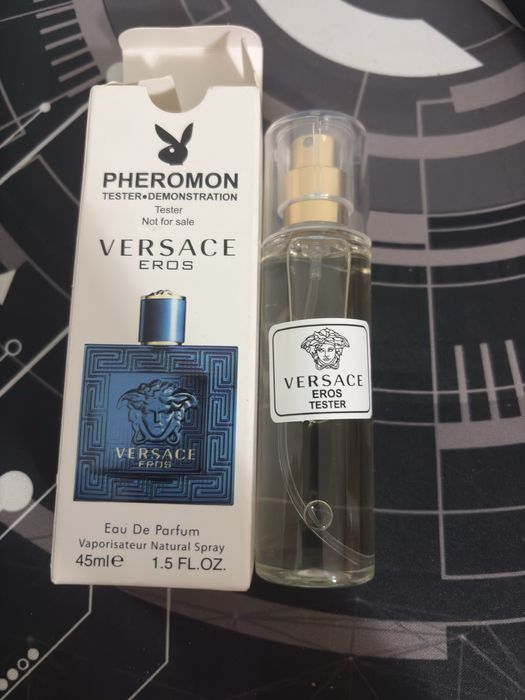 PHEROMON
TESTER●DEMONSTRATION
Tester
Not for sale
VERSACE
EROS
VERSACE
EROS
Eau De Parfum
Vaporisateur Natural Spray
45ml℮ 1.5 FL.OZ.
VERSACE
EROS
TESTER